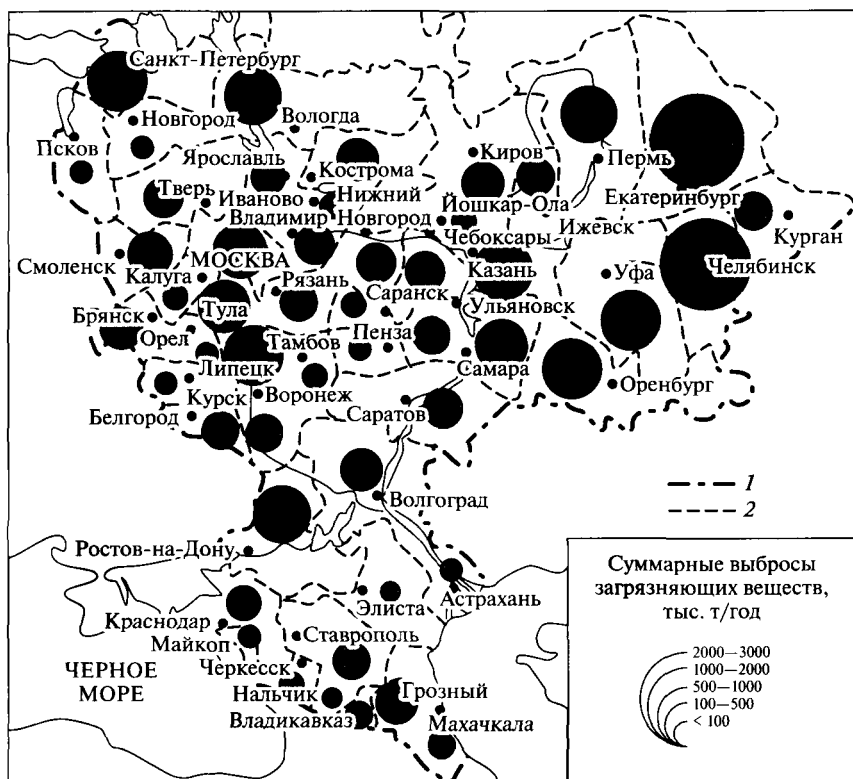 Санкт-Петербург
Новгород
Вологда
Псков
Ярославль
Кострома
Киров
Пермь
Тверь
Иваново
Нижний
Новгород
Йошкар-Ола
Екатеринбург
Владимир
Ижевск
Курган
Чебоксары
Смоленск
МОСКВА
Казань
Уфа
Челябинск
Калуга
Рязань
Саранск
Ульяновск
Брянск
Тула
Орел
Пенза
Тамбов
Липецк
Самара
Оренбург
Курск
Воронеж
Белгород
Саратов
Волгоград
1
2
Ростов-на-Дону
Элиста
Астрахань
Краснодар
Майкоп
Ставрополь
Черкесск
ЧЕРНОЕ
МОРЕ
Нальчик
Грозный
Владикавказ
Махачкала
Суммарные выбросы
загрязняющих веществ,
тыс. т/год
2000—3000
1000—2000
500—1000
100—500
< 100